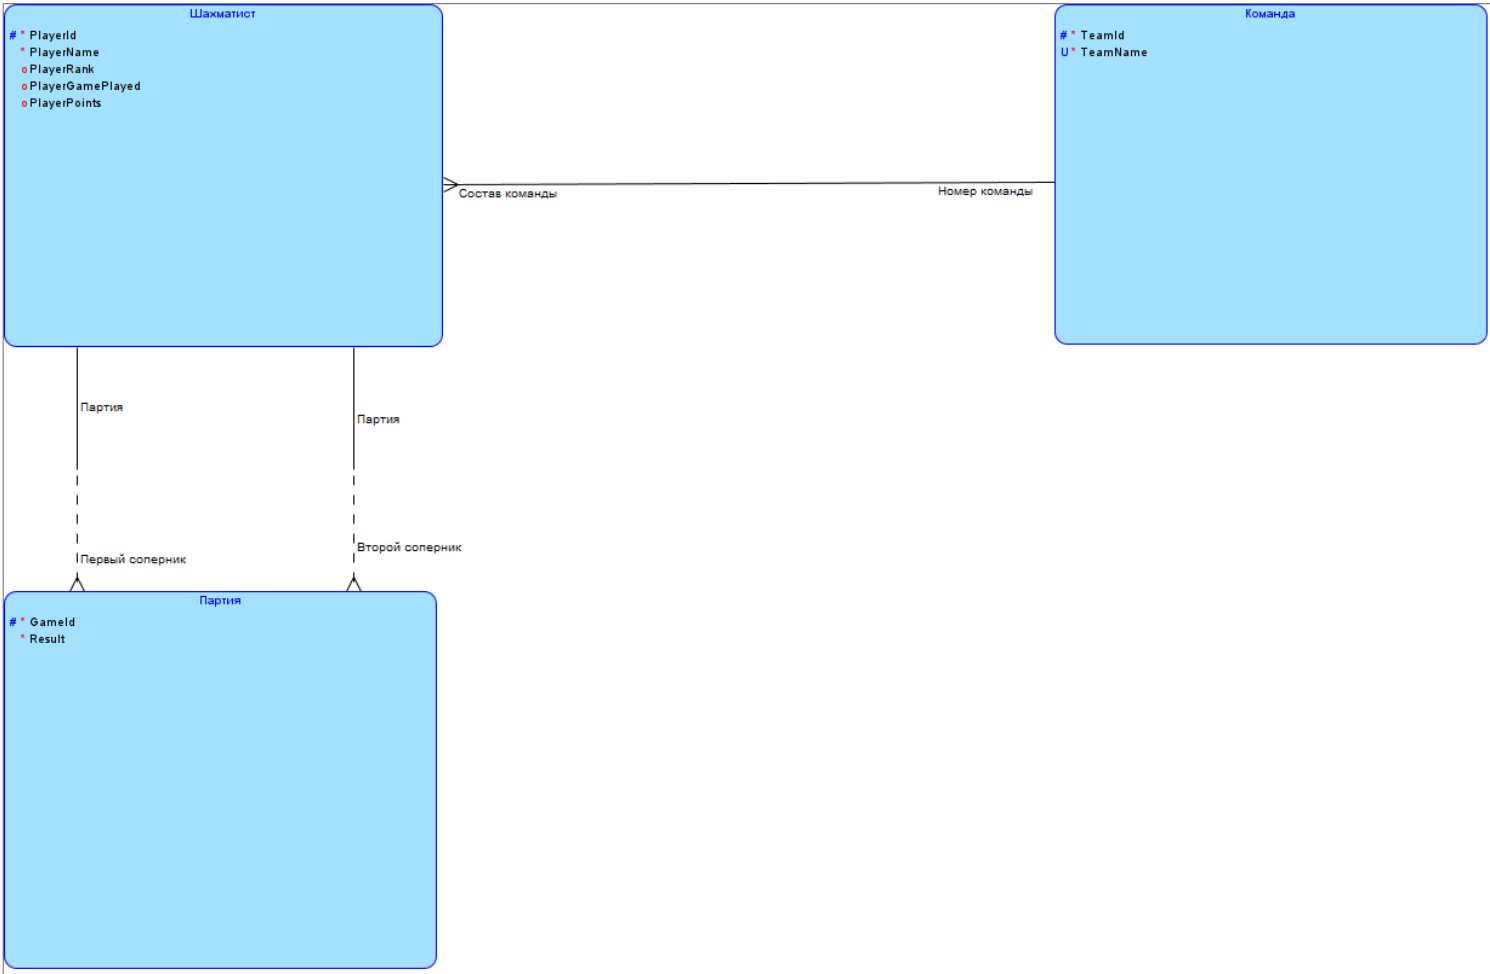 Шахматист
# * PlayerId
* PlayerName
o PlayerRank
o PlayerGamePlayed
o PlayerPoints
Команда
# * TeamId
U * TeamName
Состав команды
Номер команды
Партия
Партия
Первый соперник
Второй соперник
Партия
# * GameId
* Result